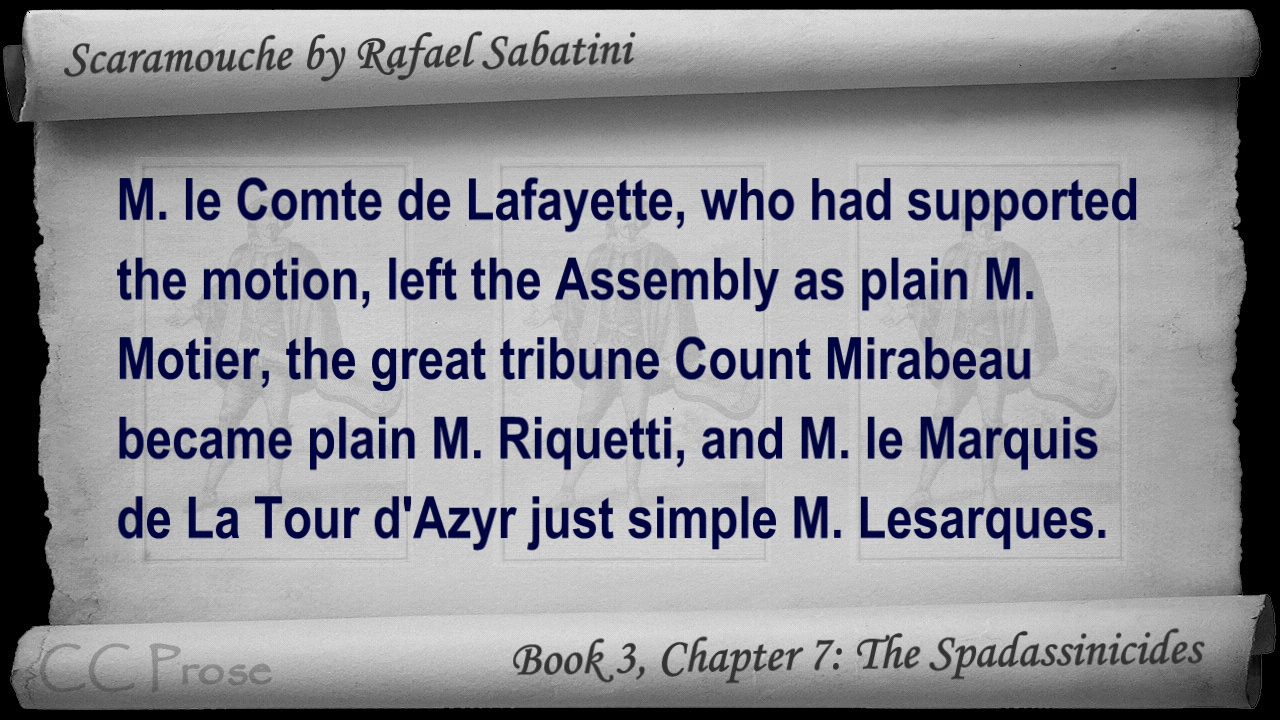 Scaramouche by Rafael Sabatini
M. le Comte de Lafayette, who had supported
the motion, left the Assembly as plain M.
Motier, the great tribune Count Mirabeau
became plain M. Riquetti, and M. le Marquis
de La Tour d'Azyr just simple M. Lesarques.
CC Prose
Book 3, Chapter 7: The Spadassinicides